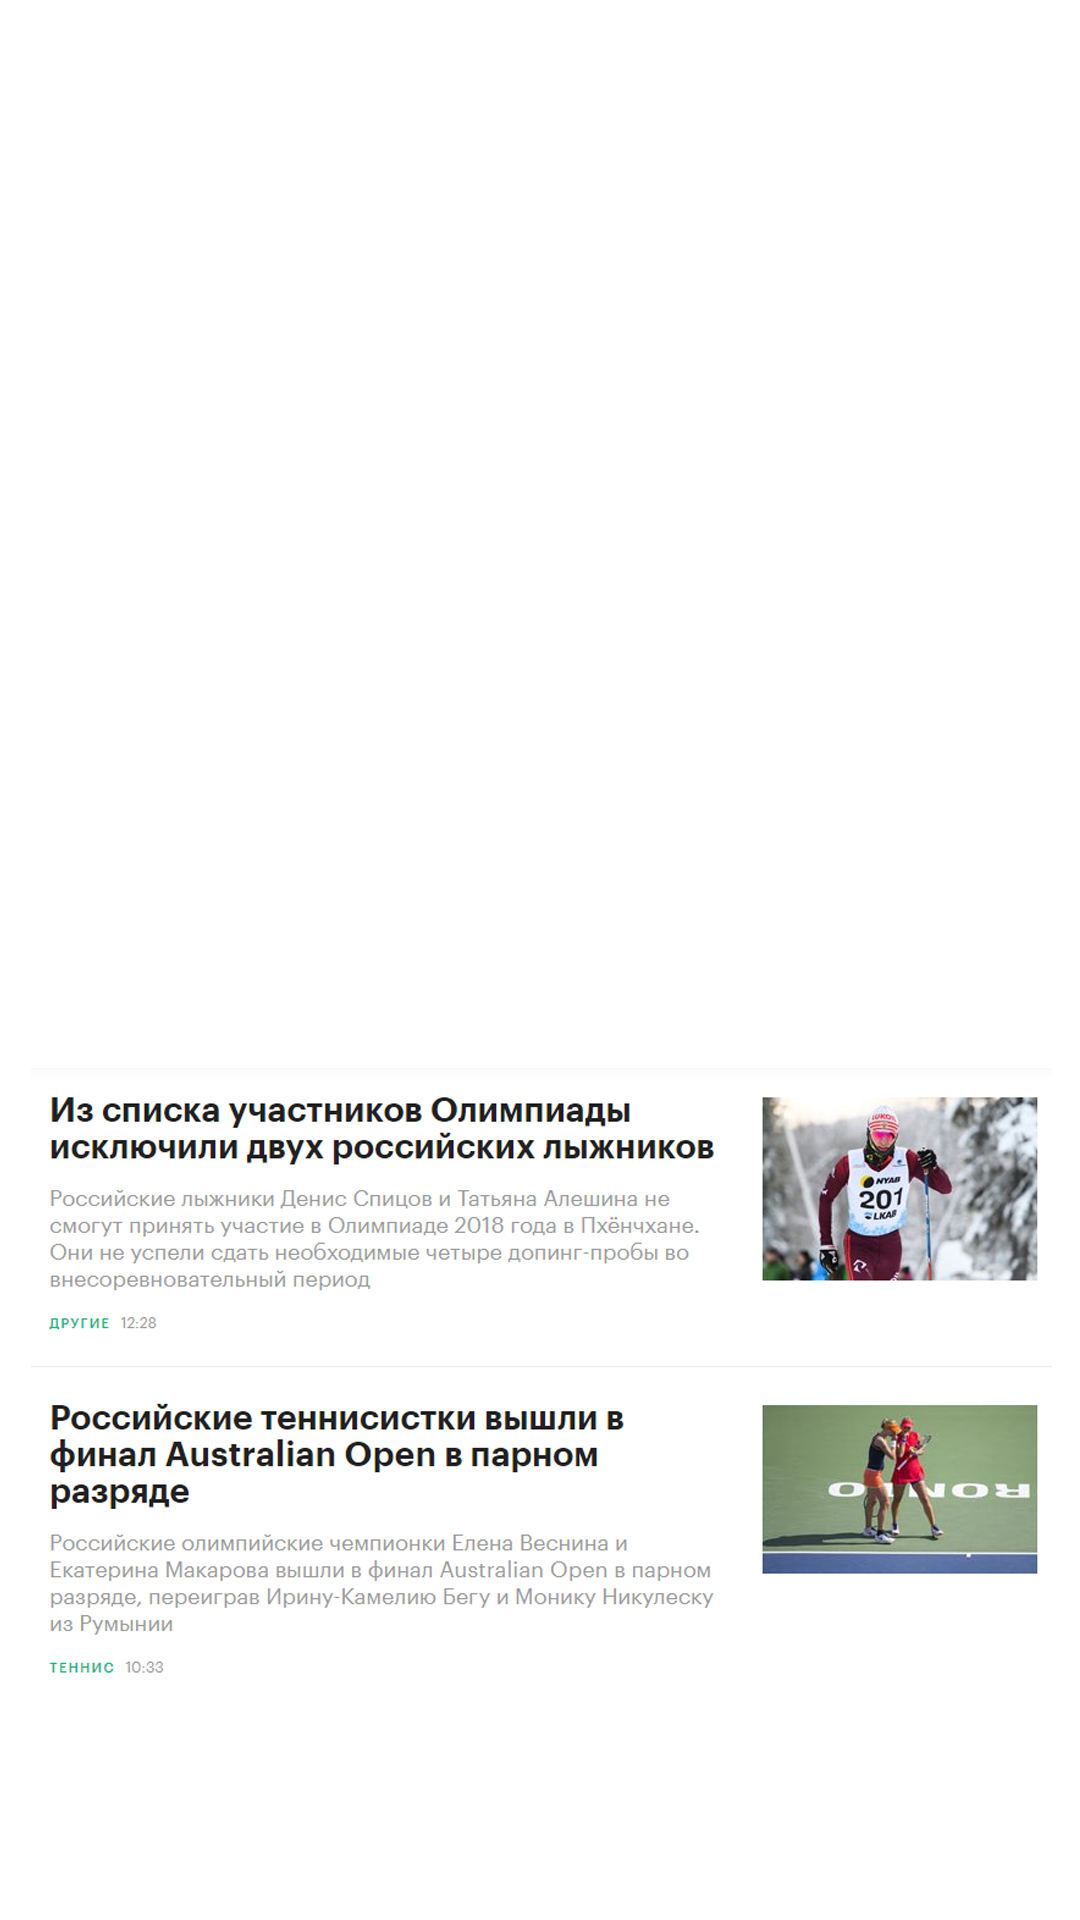 Из списка участников Олимпиады
исключили двух российских лыжников
Российские лыжники Денис Спицов и Татьяна Алешина не
смогут принять участие в Олимпиаде 2018 года в Пхёнчхане.
Они не успели сдать необходимые четыре допинг-пробы во
внесоревновательный период
ДРУГИЕ 12:28
LUKOIL
NYAB
201
LKAB
Российские теннисистки вышли в
финал Australian Open в парном
разряде
Российские олимпийские чемпионки Елена Веснина и
Екатерина Макарова вышли в финал Australian Open в парном
разряде, переиграв Ирину-Камелию Бегу и Монику Никулеску
из Румынии
ТЕННИС 10:33